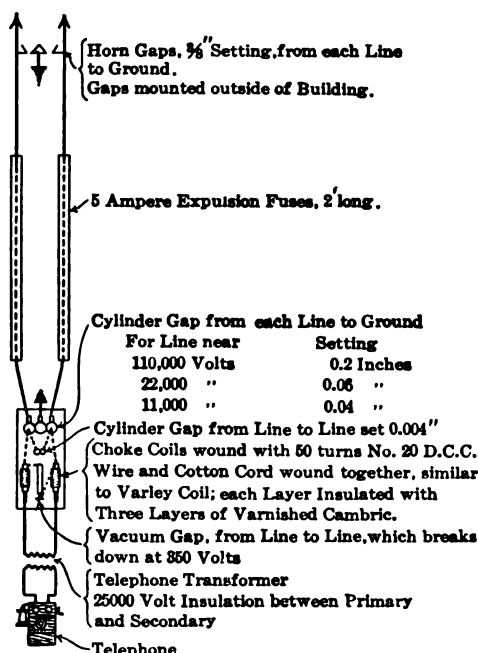 Horn Gaps, ⅜" Setting, from each Line
to Ground.
Gaps mounted outside of Building.
5 Ampere Expulsion Fuses, 2' long.
Cylinder Gap from each Line to Ground
For Line near Setting
110,000 Volts 0.2 Inches
22,000 " 0.06 "
11,000 " 0.04 "
Cylinder Gap from Line to Line set 0.004"
Choke Coils wound with 50 turns No. 20 D.C.C.
Wire and Cotton Cord wound together, similar
to Varley Coil; each Layer Insulated with
Three Layers of Varnished Cambric.
Vacuum Gap, from Line to Line, which breaks
down at 350 Volts
Telephone Transformer
25000 Volt Insulation between Primary
and Secondary
Telephone